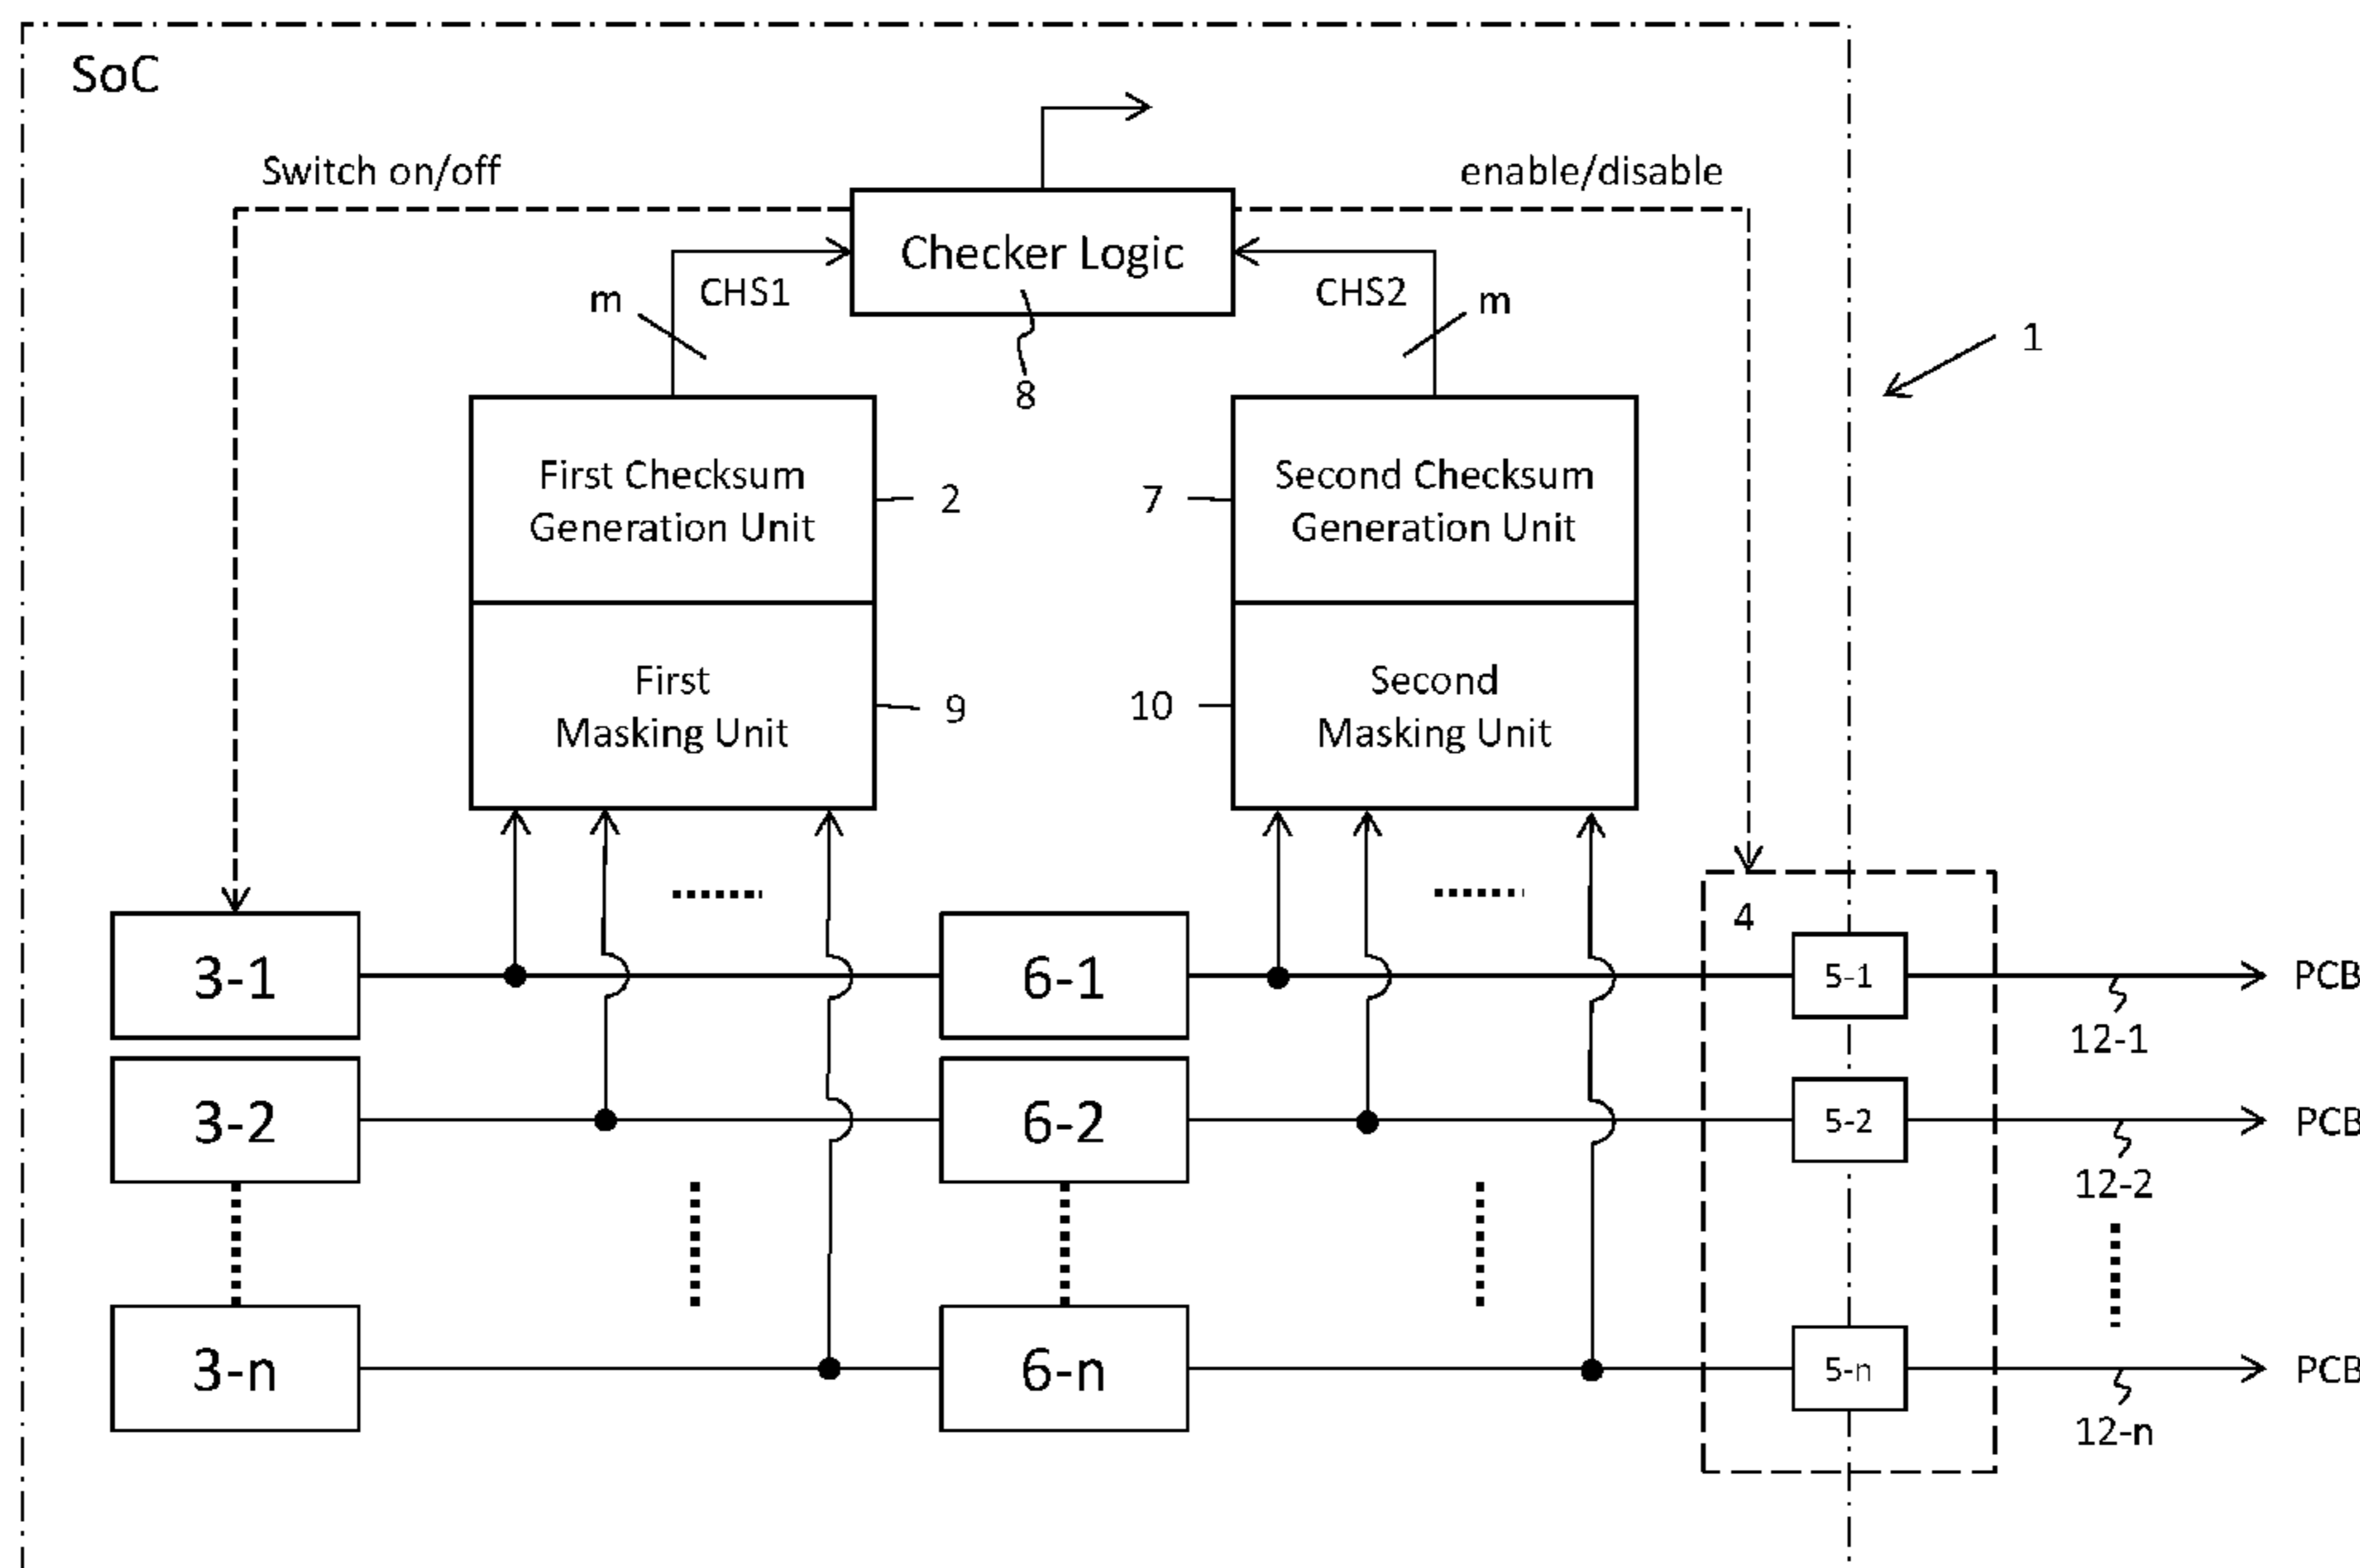 SoC
Switch on/off
enable/disable
Checker Logic
m
CHS1
CHS2
m
8
1
First Checksum
Generation Unit
2
7
Second Checksum
Generation Unit
First
Masking Unit
9
10
Second
Masking Unit
4
3-1
6-1
5-1
PCB
12-1
3-2
6-2
5-2
PCB
12-2
3-n
6-n
5-n
PCB
12-n